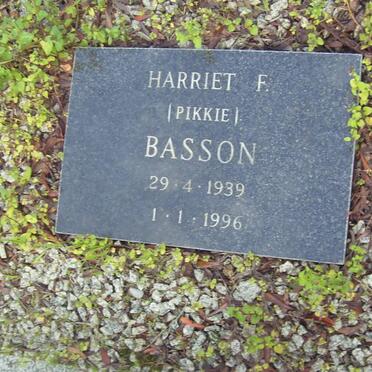 HARRIET F.
(PIKKIE).
BASSON
29 · 4 · 1939
1 · 1 · 1996